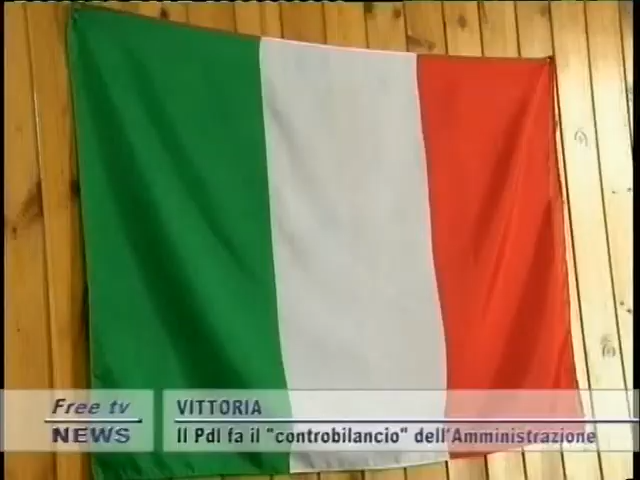 Free tv
NEWS
VITTORIA
Il Pdl fa il "controbilancio" dell'Amministrazione